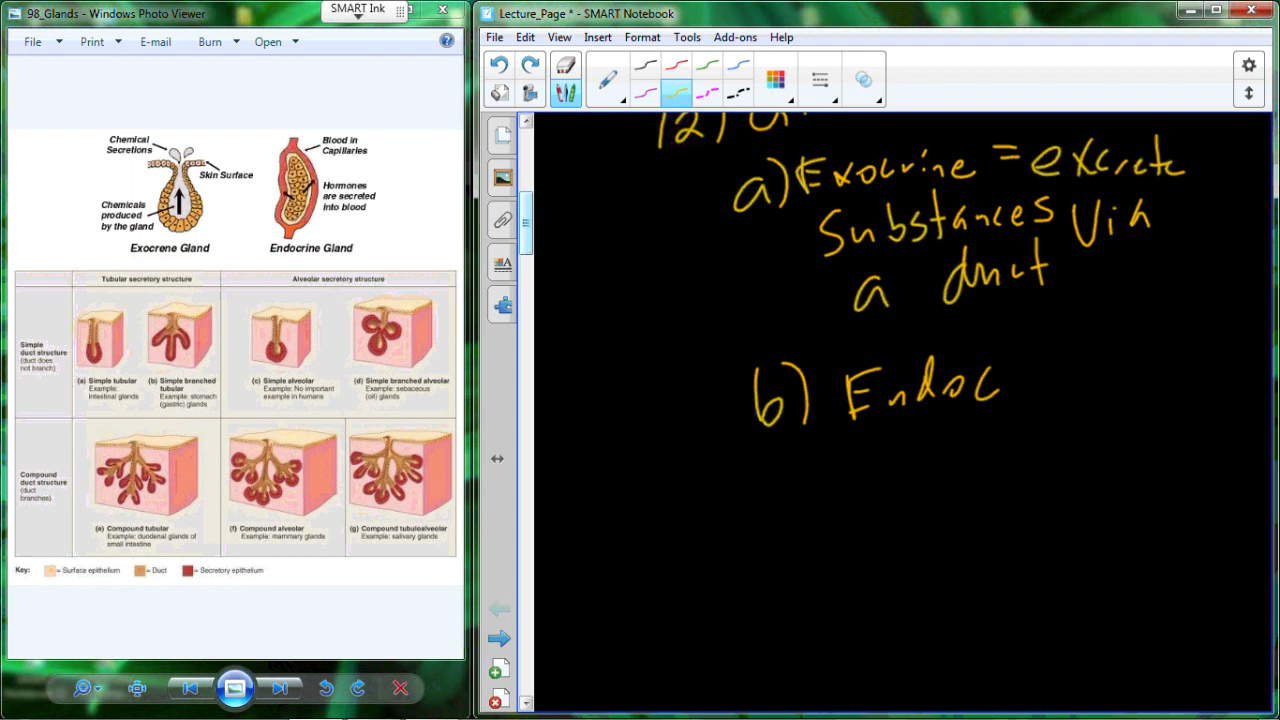 98_Glands - Windows Photo Viewer
SMART Ink
File Print E-mail Burn Open
Chemical
Secretions
Skin Surface
Chemicals
produced
by the gland
Exocrene Gland
Blood in
Capillaries
Hormones
are secreted
into blood
Endocrine Gland
Tubular secretory structure
Alveolar secretory structure
Simple
duct structure
(duct does
not branch)
(a) Simple tubular
Example:
intestinal glands
(b) Simple branched
tubular
Example: stomach
(gastric) glands
(c) Simple alveolar
Example: No important
example in humans
(d) Simple branched alveolar
Example: sebaceous
(oil) glands
Compound
duct structure
(duct
branches)
(e) Compound tubular
Example: duodenal glands of
small intestine
(f) Compound alveolar
Example: mammary glands
(g) Compound tubuloalveolar
Example: salivary glands
Key: = Surface epithelium = Duct = Secretory epithelium
Lecture_Page * - SMART Notebook
File Edit View Insert Format Tools Add-ons Help
12)
a) Exocrine = excrete
substances via
a duct
b) Endoc